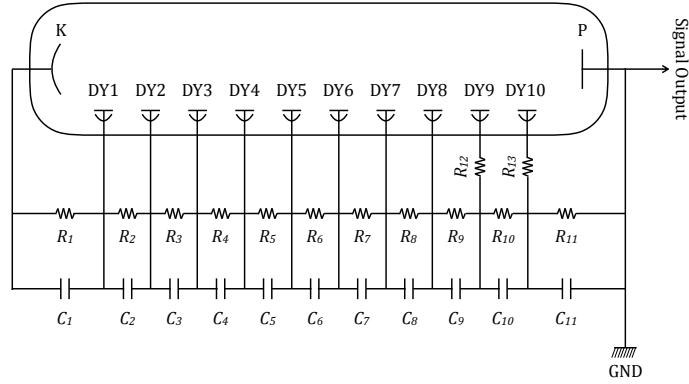 K
P
Signal Output
DY1 DY2 DY3 DY4 DY5 DY6 DY7 DY8 DY9 DY10
R12 R13
R1 R2 R3 R4 R5 R6 R7 R8 R9 R10 R11
C1 C2 C3 C4 C5 C6 C7 C8 C9 C10 C11
GND